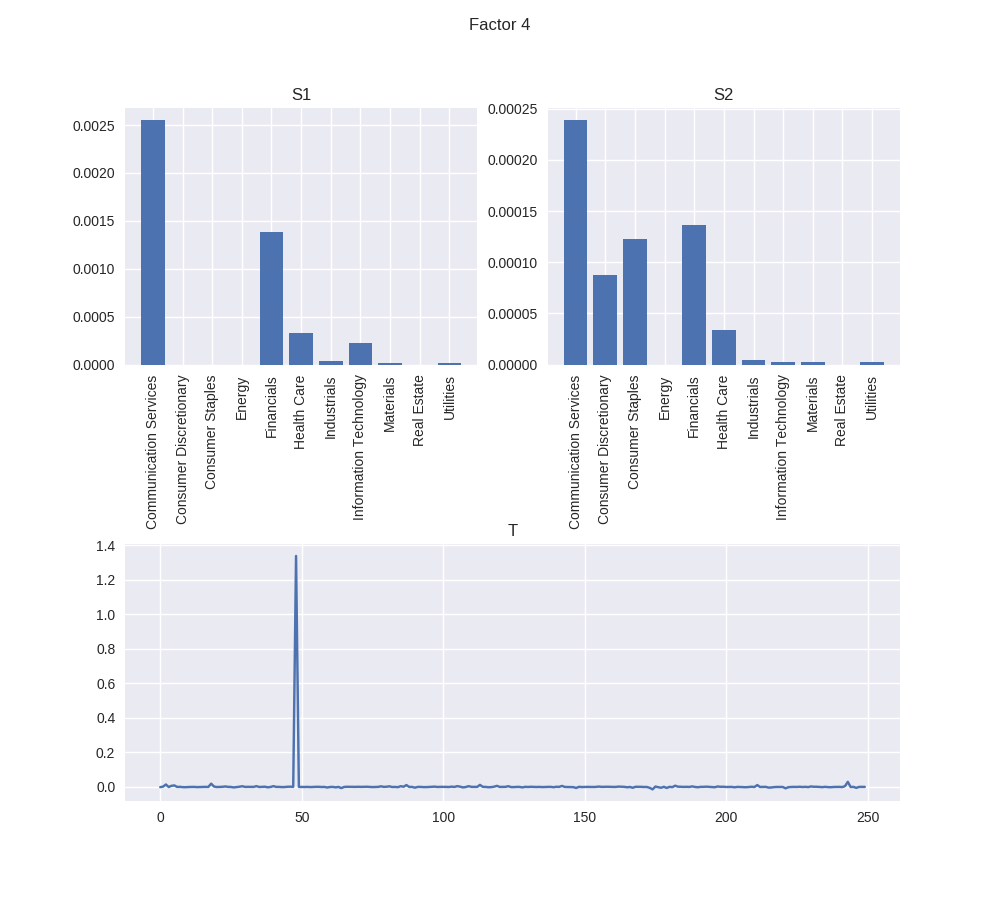 Factor 4
S1
0.0025
0.0020
0.0015
0.0010
0.0005
0.0000
Communication Services
Consumer Discretionary
Consumer Staples
Energy
Financials
Health Care
Industrials
Information Technology
Materials
Real Estate
Utilities
S2
0.00025
0.00020
0.00015
0.00010
0.00005
0.00000
Communication Services
Consumer Discretionary
Consumer Staples
Energy
Financials
Health Care
Industrials
Information Technology
Materials
Real Estate
Utilities
T
1.4
1.2
1.0
0.8
0.6
0.4
0.2
0.0
0 50 100 150 200 250